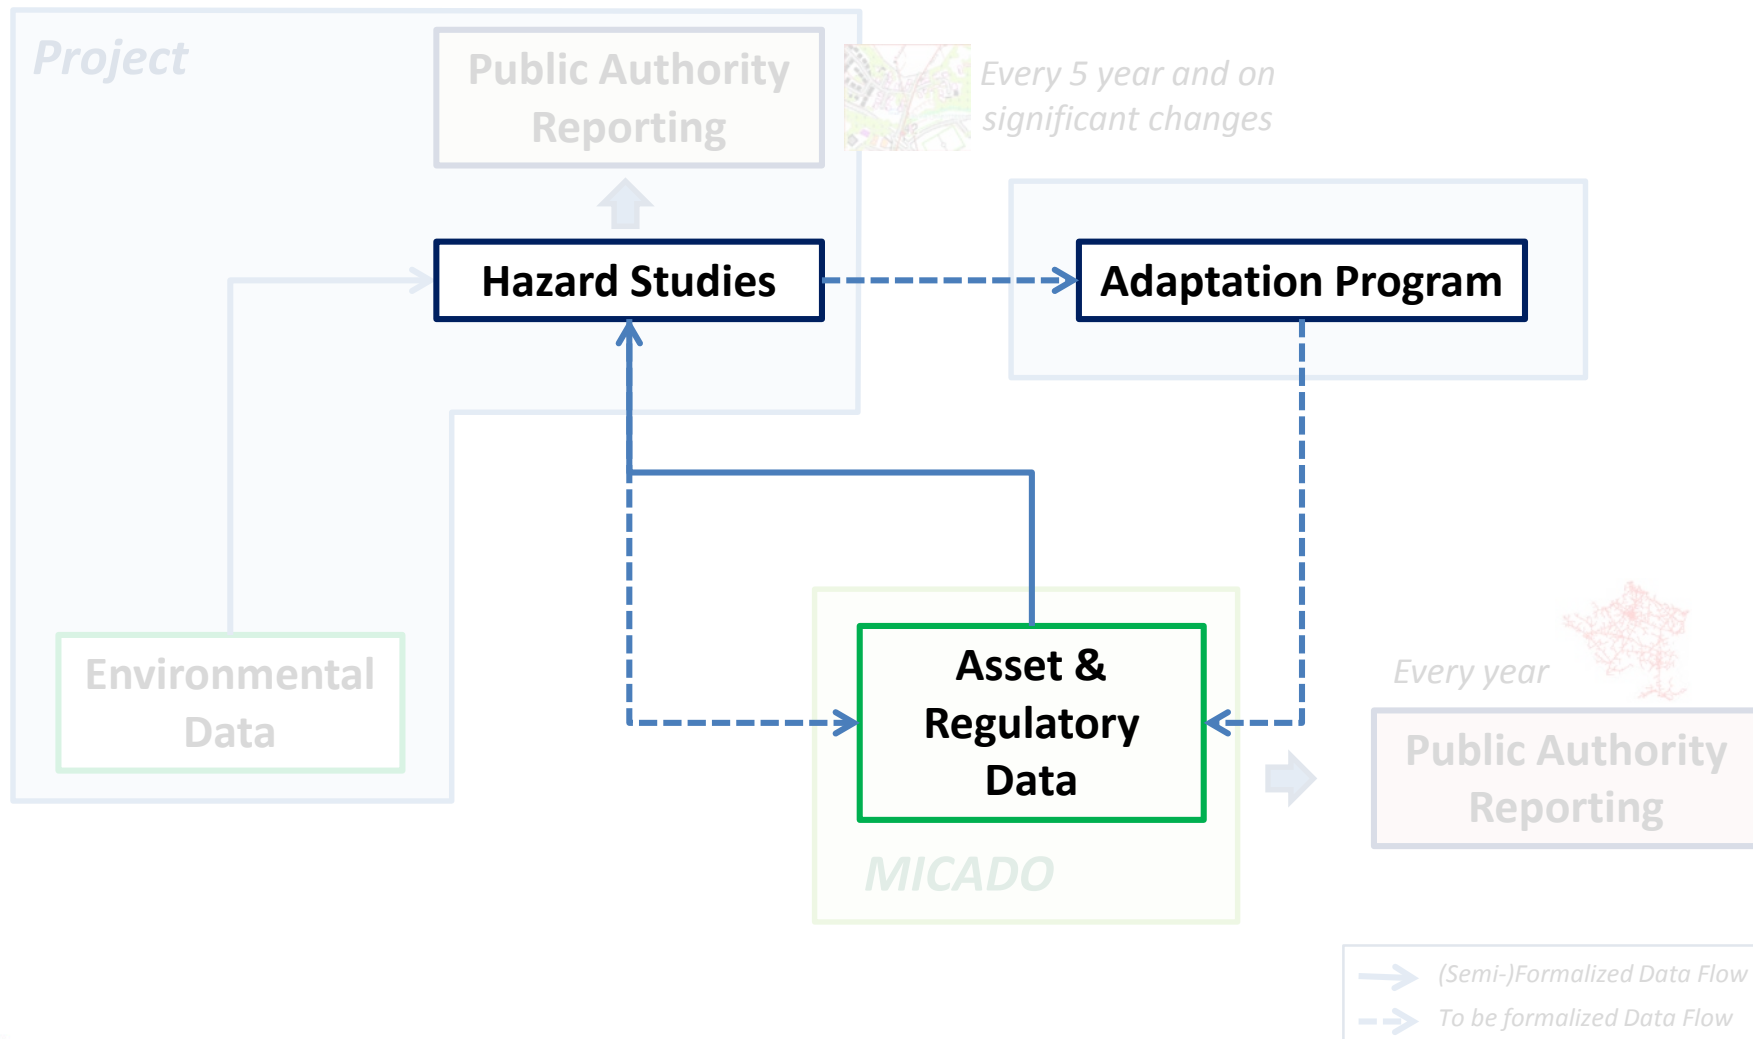 Project
Public Authority
Reporting
Every 5 year and on
significant changes
Hazard Studies
Adaptation Program
Environmental
Data
Asset &
Regulatory
Data
MICADO
Every year
Public Authority
Reporting
(Semi-)Formalized Data Flow
To be formalized Data Flow